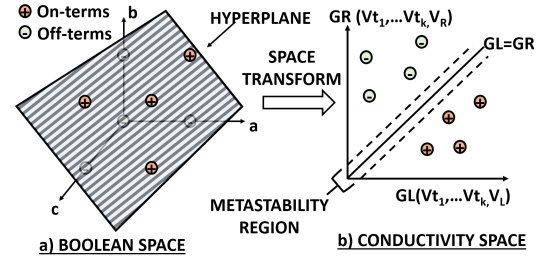 + On-terms
- Off-terms
b
a
c
HYPERPLANE
SPACE
TRANSFORM
GR (Vt1,...Vtk,VR)
GL=GR
GL(Vt1,...Vtk,VL)
METASTABILITY
REGION
a) BOOLEAN SPACE
b) CONDUCTIVITY SPACE